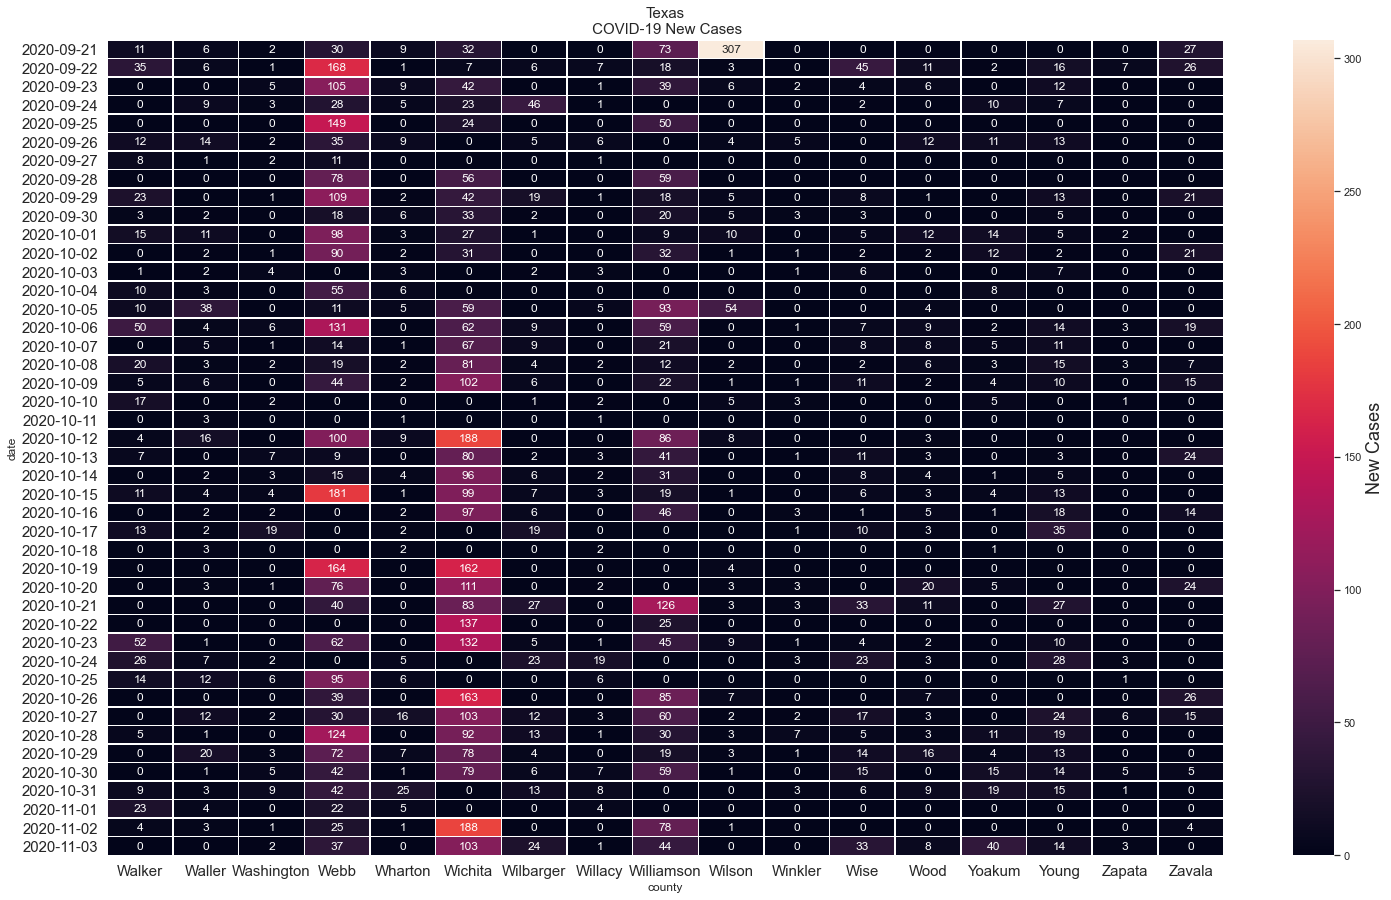 Texas
COVID-19 New Cases
2020-09-21 11 6 2 30 9 32 0 0 73 307 0 0 0 0 0 0 27
2020-09-22 35 6 1 168 1 7 6 7 18 3 0 45 11 2 16 7 26
2020-09-23 0 0 5 105 9 42 0 1 39 6 2 4 6 0 12 0 0
2020-09-24 0 9 3 28 5 23 46 1 0 0 0 2 0 10 7 0 0
2020-09-25 0 0 0 149 0 24 0 0 50 0 0 0 0 0 0 0 0
2020-09-26 12 14 2 35 9 0 5 6 0 4 5 0 12 11 13 0 0
2020-09-27 8 1 2 11 0 0 0 1 0 0 0 0 0 0 0 0 0
2020-09-28 0 0 0 78 0 56 0 0 59 0 0 0 0 0 0 0 0
2020-09-29 23 0 1 109 2 42 19 1 18 5 0 8 1 0 13 0 21
2020-09-30 3 2 0 18 6 33 2 0 20 5 3 3 0 0 5 0 0
2020-10-01 15 11 0 98 3 27 1 0 9 10 0 5 12 14 5 2 0
2020-10-02 0 2 1 90 2 31 0 0 32 1 1 2 2 12 2 0 21
2020-10-03 1 2 4 0 3 0 2 3 0 0 1 6 0 0 7 0 0
2020-10-04 10 3 0 55 6 0 0 0 0 0 0 0 0 8 0 0 0
2020-10-05 10 38 0 11 5 59 0 5 93 54 0 0 4 0 0 0 0
2020-10-06 50 4 6 131 0 62 9 0 59 0 1 7 9 2 14 3 19
2020-10-07 0 5 1 14 1 67 9 0 21 0 0 8 8 5 11 0 0
2020-10-08 20 3 2 19 2 81 4 2 12 2 0 2 6 3 15 3 7
2020-10-09 5 6 0 44 2 102 6 0 22 1 1 11 2 4 10 0 15
2020-10-10 17 0 2 0 0 0 1 2 0 5 3 0 0 5 0 1 0
2020-10-11 0 3 0 0 1 0 0 1 0 0 0 0 0 0 0 0 0
2020-10-12 4 16 0 100 9 188 0 0 86 8 0 0 3 0 0 0 0
2020-10-13 7 0 7 9 0 80 2 3 41 0 1 11 3 0 3 0 24
2020-10-14 0 2 3 15 4 96 6 2 31 0 0 8 4 1 5 0 0
2020-10-15 11 4 4 181 1 99 7 3 19 1 0 6 3 4 13 0 0
2020-10-16 0 2 2 0 2 97 6 0 46 0 3 1 5 1 18 0 14
2020-10-17 13 2 19 0 2 0 19 0 0 0 1 10 3 0 35 0 0
2020-10-18 0 3 0 0 2 0 0 2 0 0 0 0 0 1 0 0 0
2020-10-19 0 0 0 164 0 162 0 0 0 4 0 0 0 0 0 0 0
2020-10-20 0 3 1 76 0 111 0 2 0 3 3 0 20 5 0 0 24
2020-10-21 0 0 0 40 0 83 27 0 126 3 3 33 11 0 27 0 0
2020-10-22 0 0 0 0 0 137 0 0 25 0 0 0 0 0 0 0 0
2020-10-23 52 1 0 62 0 132 5 1 45 9 1 4 2 0 10 0 0
2020-10-24 26 7 2 0 5 0 23 19 0 0 3 23 3 0 28 3 0
2020-10-25 14 12 6 95 6 0 0 6 0 0 0 0 0 0 0 1 0
2020-10-26 0 0 0 39 0 163 0 0 85 7 0 0 7 0 0 0 26
2020-10-27 0 12 2 30 16 103 12 3 60 2 2 17 3 0 24 6 15
2020-10-28 5 1 0 124 0 92 13 1 30 3 7 5 3 11 19 0 0
2020-10-29 0 20 3 72 7 78 4 0 19 3 1 14 16 4 13 0 0
2020-10-30 0 1 5 42 1 79 6 7 59 1 0 15 0 15 14 5 5
2020-10-31 9 3 9 42 25 0 13 8 0 0 3 6 9 19 15 1 0
2020-11-01 23 4 0 22 5 0 0 4 0 0 0 0 0 0 0 0 0
2020-11-02 4 3 1 25 1 188 0 0 78 1 0 0 0 0 0 0 4
2020-11-03 0 0 2 37 0 103 24 1 44 0 0 33 8 40 14 3 0
Walker Waller Washington Webb Wharton Wichita Wilbarger Willacy Williamson Wilson Winkler Wise Wood Yoakum Young Zapata Zavala
county
date
300
250
200
150
100
50
0
New Cases